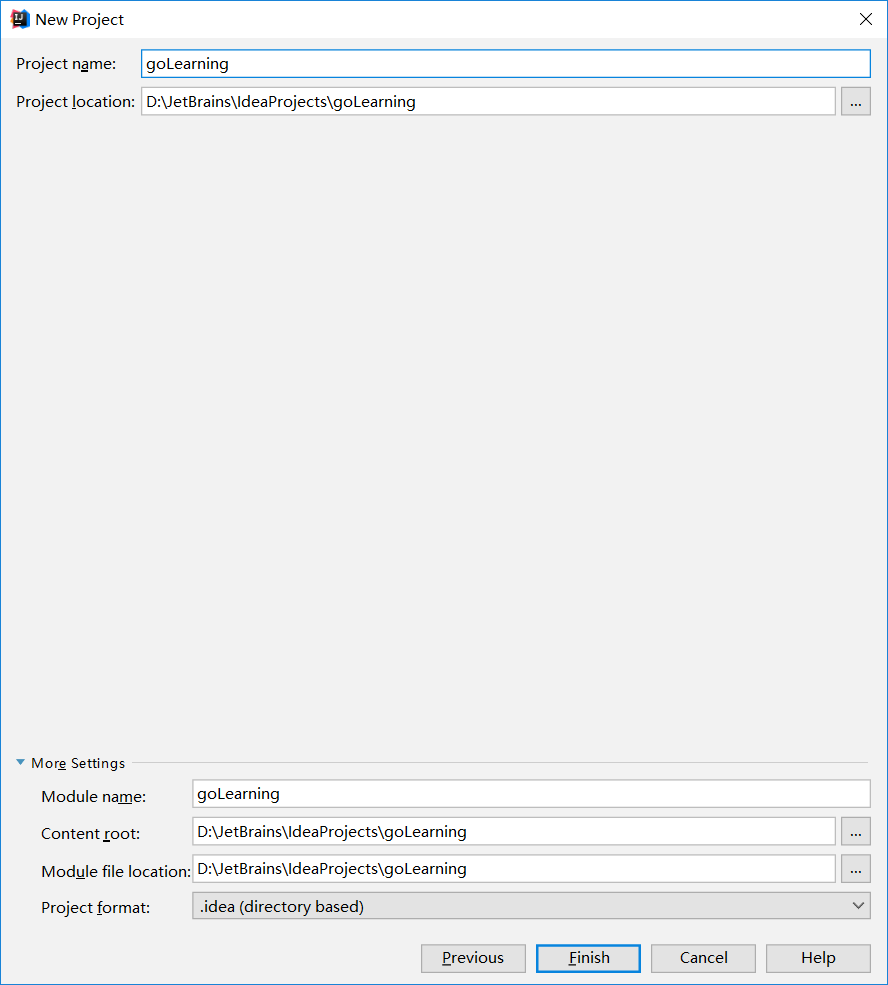 New Project
Project name: goLearning
Project location: D:\JetBrains\IdeaProjects\goLearning ...
More Settings
Module name: goLearning
Content root: D:\JetBrains\IdeaProjects\goLearning ...
Module file location: D:\JetBrains\IdeaProjects\goLearning ...
Project format: .idea (directory based)
Previous Finish Cancel Help